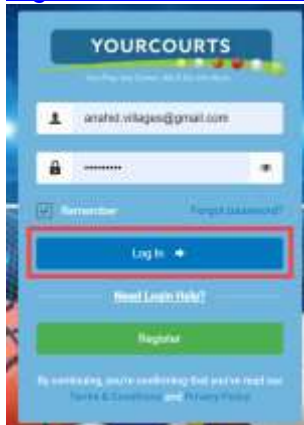 YOURCOURTS
anahid.villages@gmail.com
Remember Forgot password?
Log In
Need Login Help?
Register
By continuing, you're confirming that you've read our
Terms & Conditions and Privacy Policy